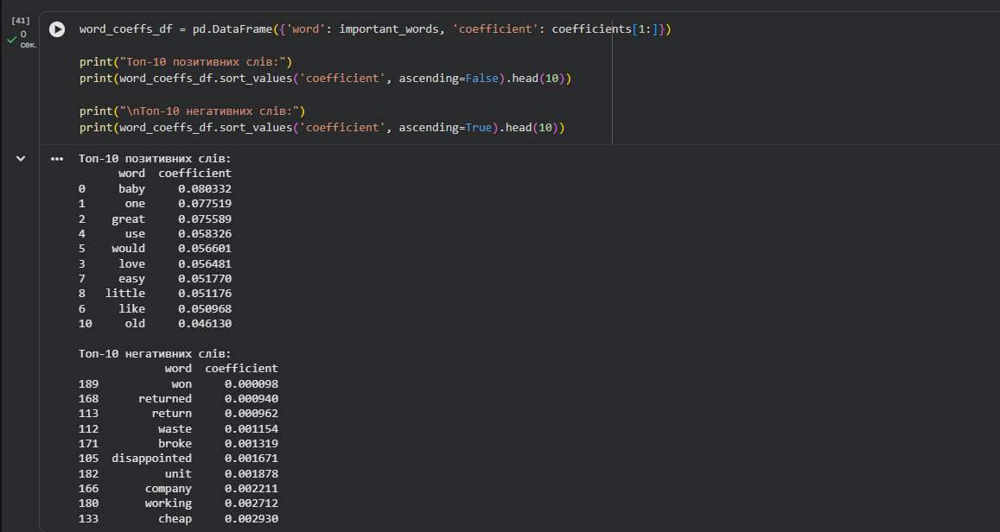 [41]
0
сек.
word_coeffs_df = pd.DataFrame({'word': important_words, 'coefficient': coefficients[1:]})
print("Топ-10 позитивних слів:")
print(word_coeffs_df.sort_values('coefficient', ascending=False).head(10))
print("\nТоп-10 негативних слів:")
print(word_coeffs_df.sort_values('coefficient', ascending=True).head(10))
Топ-10 позитивних слів:
word coefficient
0 baby 0.080332
1 one 0.077519
2 great 0.075589
4 use 0.058326
5 would 0.056601
3 love 0.056481
7 easy 0.051770
8 little 0.051176
6 like 0.050968
10 old 0.046130
Топ-10 негативних слів:
word coefficient
189 won 0.000098
168 returned 0.000940
113 return 0.000962
112 waste 0.001154
171 broke 0.001319
105 disappointed 0.001671
182 unit 0.001878
166 company 0.002211
180 working 0.002712
133 cheap 0.002930